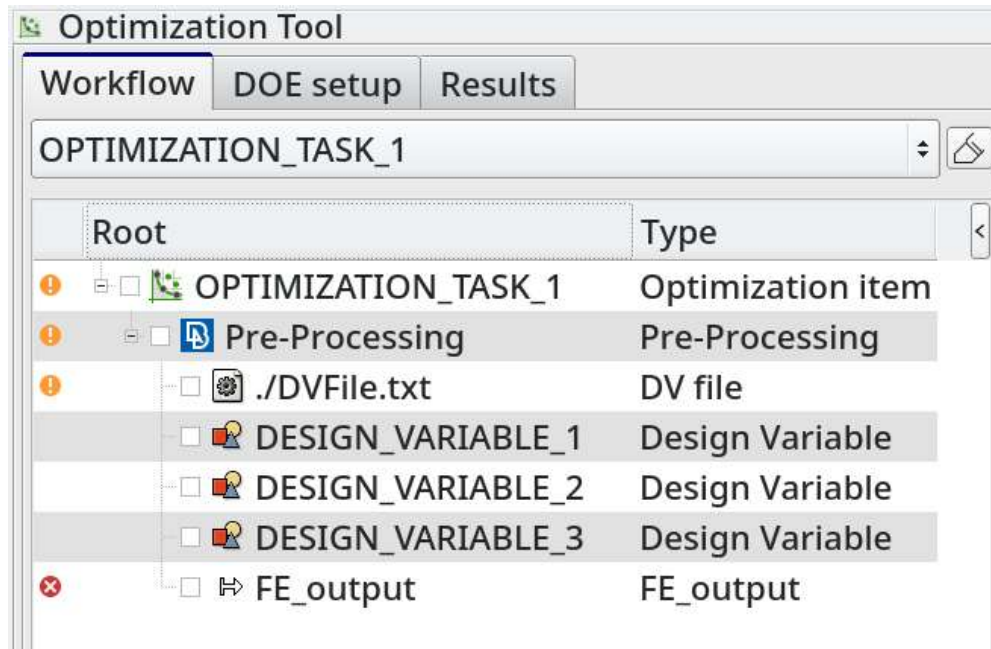 Optimization Tool
Workflow DOE setup Results
OPTIMIZATION_TASK_1
Root Type
OPTIMIZATION_TASK_1 Optimization item
Pre-Processing Pre-Processing
./DVFile.txt DV file
DESIGN_VARIABLE_1 Design Variable
DESIGN_VARIABLE_2 Design Variable
DESIGN_VARIABLE_3 Design Variable
FE_output FE_output